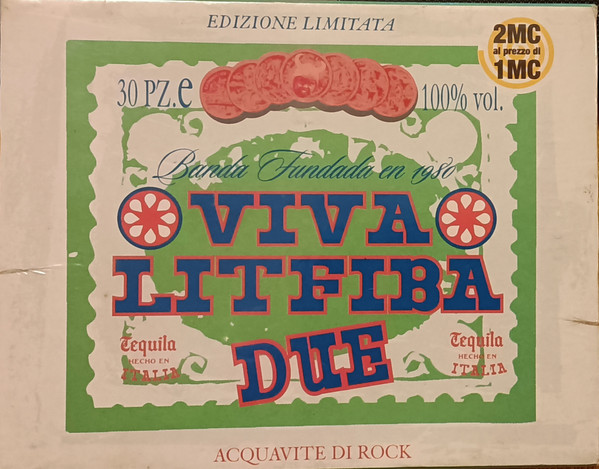 EDIZIONE LIMITATA
2MC
al prezzo di
1MC
30 PZ.e
100% vol.
Banda Fundada en 1980
VIVA
LITFIBA
DUE
Tequila
HECHO EN
ITALIA
Tequila
HECHO EN
ITALIA
ACQUAVITE DI ROCK